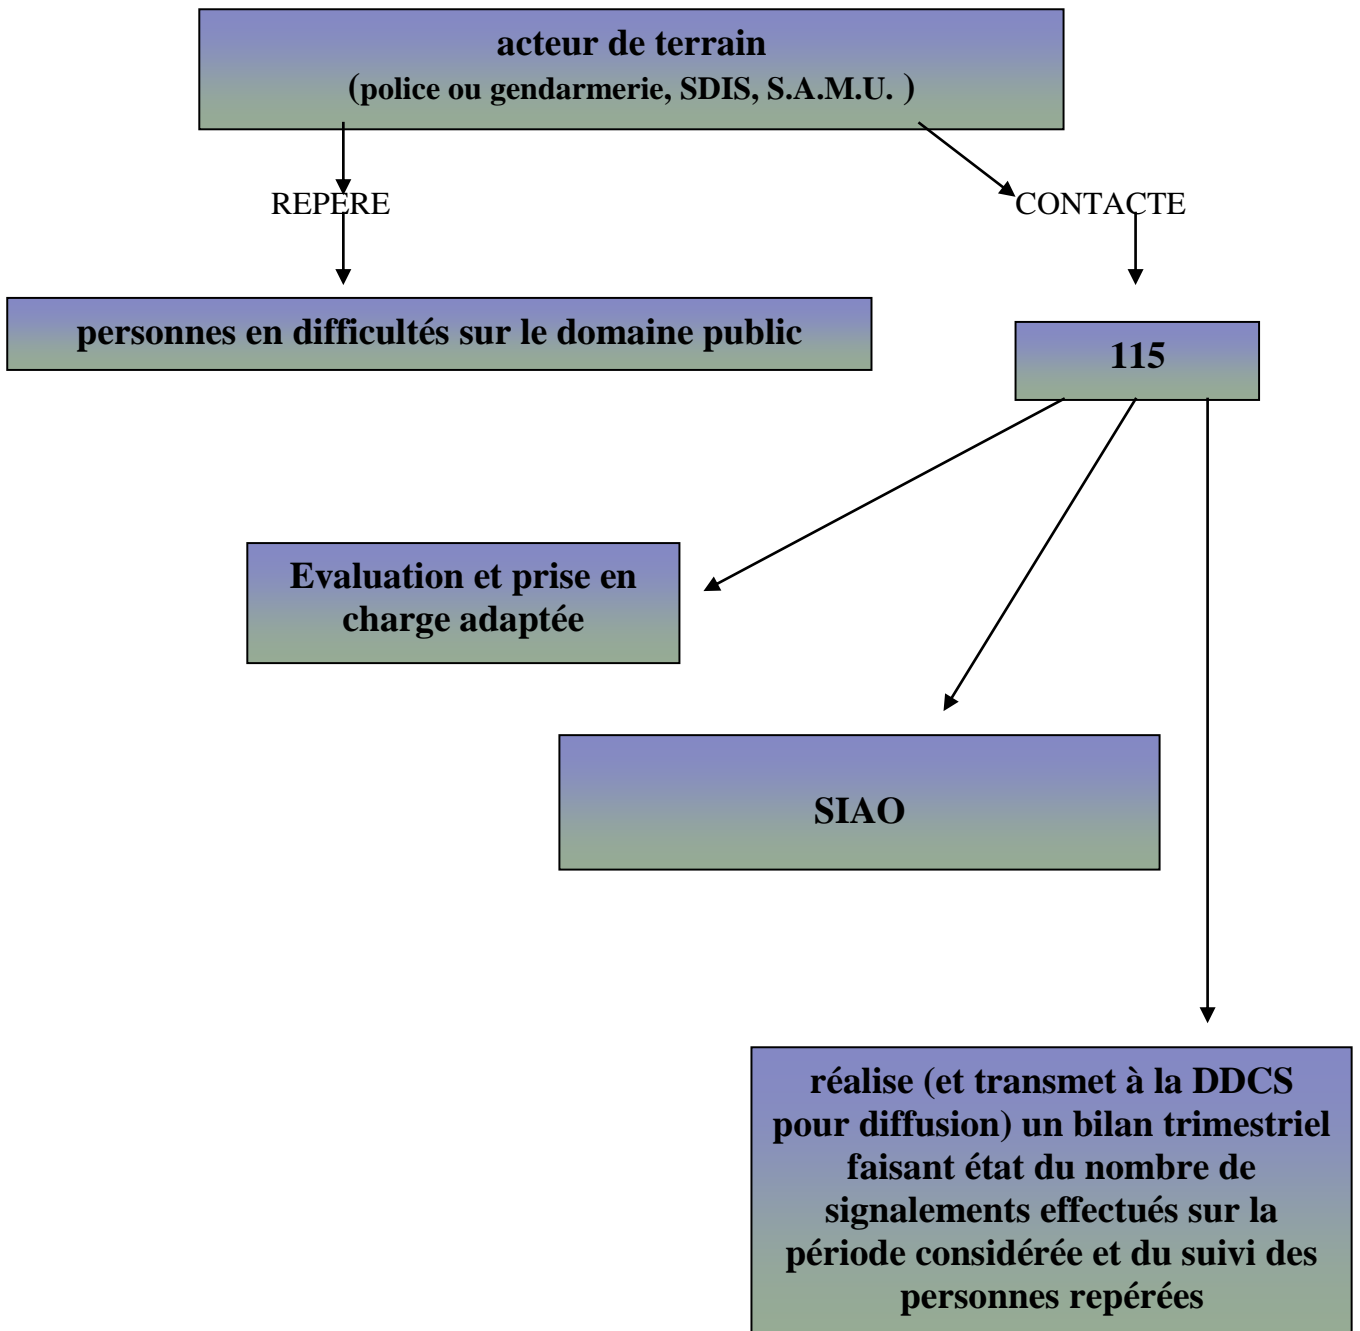 acteur de terrain
(police ou gendarmerie, SDIS, S.A.M.U. )
REPERE
CONTACTE
personnes en difficultés sur le domaine public
115
Evaluation et prise en
charge adaptée
SIAO
réalise (et transmet à la DDCS
pour diffusion) un bilan trimestriel
faisant état du nombre de
signalements effectués sur la
période considérée et du suivi des
personnes repérées